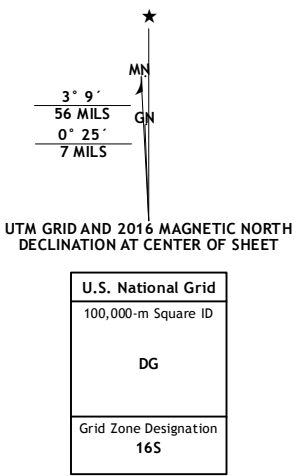 ★
MN
3° 9´
56 MILS
GN
0° 25´
7 MILS
UTM GRID AND 2016 MAGNETIC NORTH
DECLINATION AT CENTER OF SHEET
U.S. National Grid
100,000-m Square ID
DG
Grid Zone Designation
16S